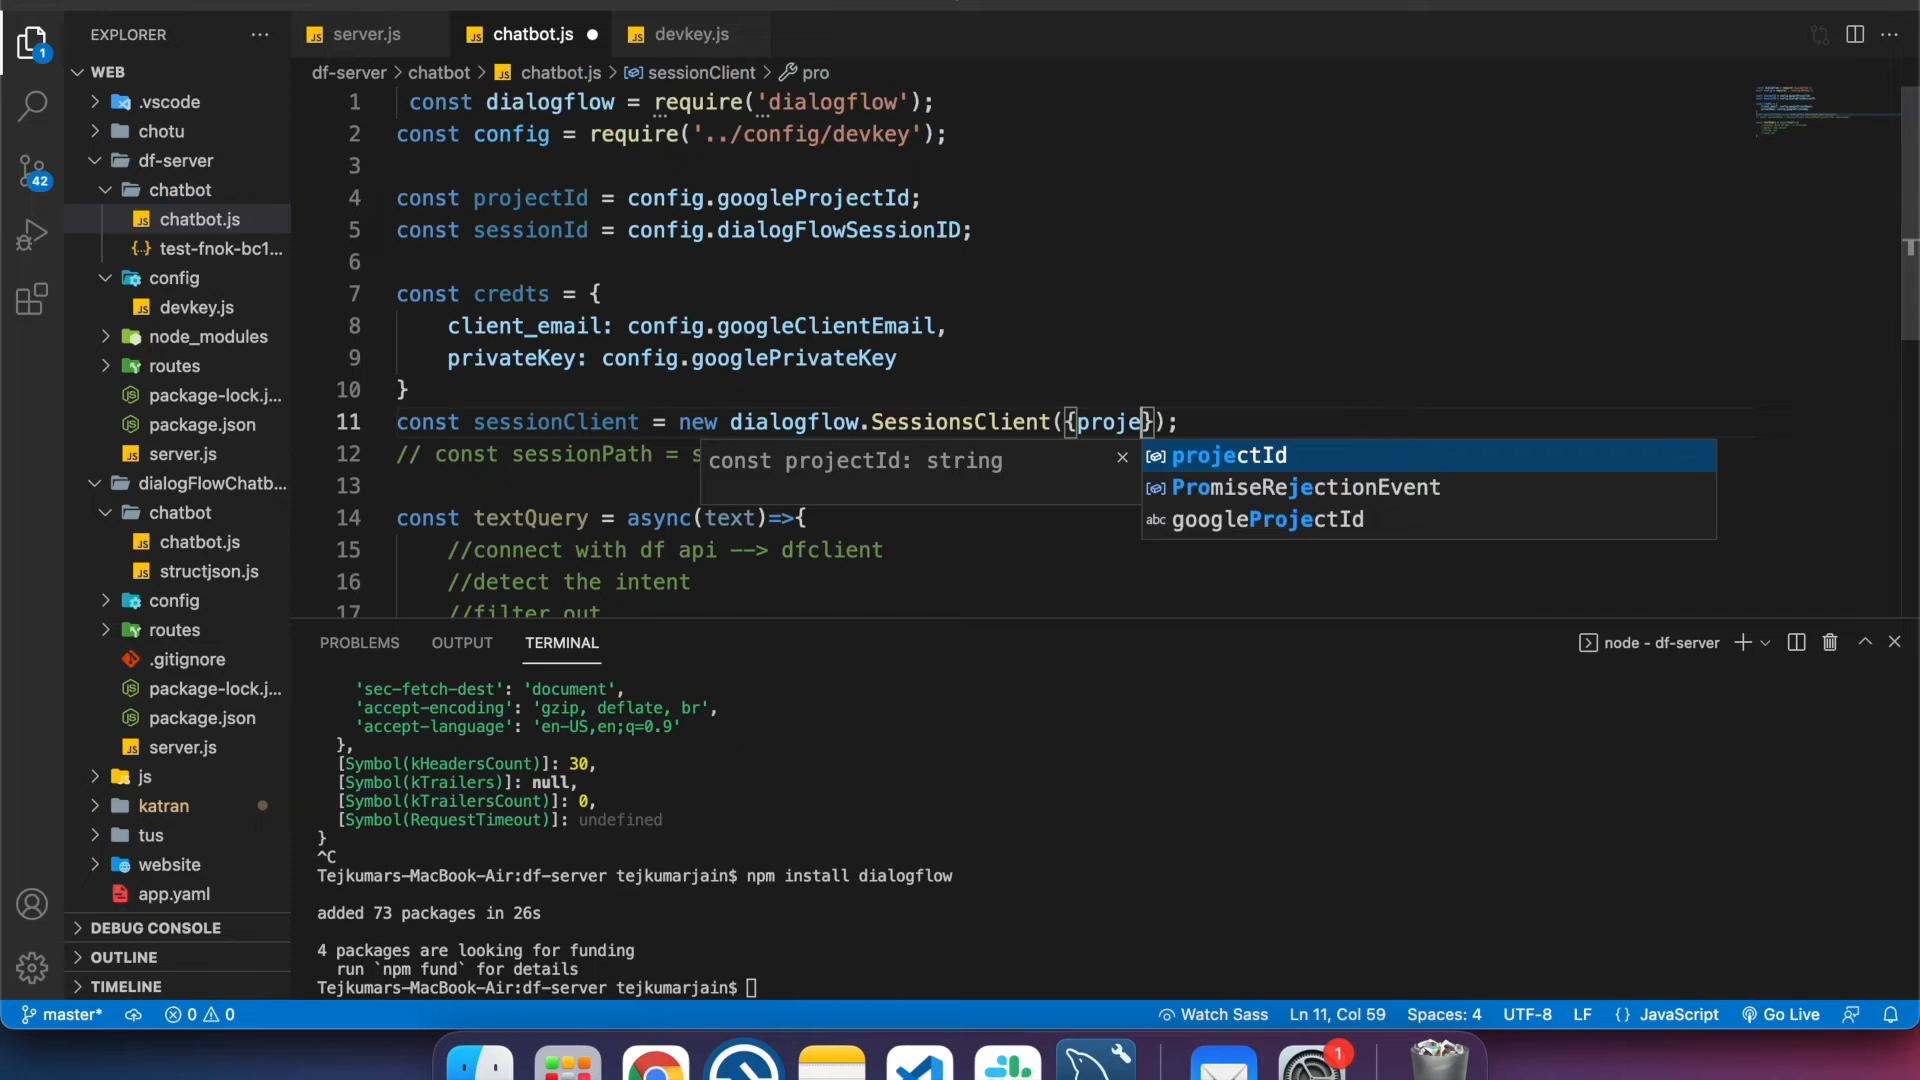 EXPLORER
WEB
.vscode
chotu
df-server
chatbot
chatbot.js
test-fnok-bc1...
config
devkey.js
node_modules
routes
package-lock.j...
package.json
server.js
dialogFlowChatb...
chatbot
chatbot.js
structjson.js
config
routes
.gitignore
package-lock.j...
package.json
server.js
js
katran
tus
website
app.yaml
DEBUG CONSOLE
OUTLINE
TIMELINE
1
42
server.js
chatbot.js
devkey.js
df-server > chatbot > JS chatbot.js > sessionClient > pro
1 const dialogflow = require('dialogflow');
2 const config = require('../config/devkey');
3
4 const projectId = config.googleProjectId;
5 const sessionId = config.dialogFlowSessionID;
6
7 const credts = {
8 client_email: config.googleClientEmail,
9 privateKey: config.googlePrivateKey
10 }
11 const sessionClient = new dialogflow.SessionsClient({proje});
12 // const sessionPath = s
const projectId: string
projectId
PromiseRejectionEvent
abc googleProjectId
13
14 const textQuery = async(text)=>{
15 //connect with df api --> dfclient
16 //detect the intent
17 //filter out
PROBLEMS OUTPUT TERMINAL
node - df-server
'sec-fetch-dest': 'document',
'accept-encoding': 'gzip, deflate, br',
'accept-language': 'en-US,en;q=0.9'
},
[Symbol(kHeadersCount)]: 30,
[Symbol(kTrailers)]: null,
[Symbol(kTrailersCount)]: 0,
[Symbol(RequestTimeout)]: undefined
}
^C
Tejkumars-MacBook-Air:df-server tejkumarjain$ npm install dialogflow
added 73 packages in 26s
4 packages are looking for funding
run `npm fund` for details
Tejkumars-MacBook-Air:df-server tejkumarjain$
master* 0 0 Watch Sass Ln 11, Col 59 Spaces: 4 UTF-8 LF {} JavaScript Go Live
1